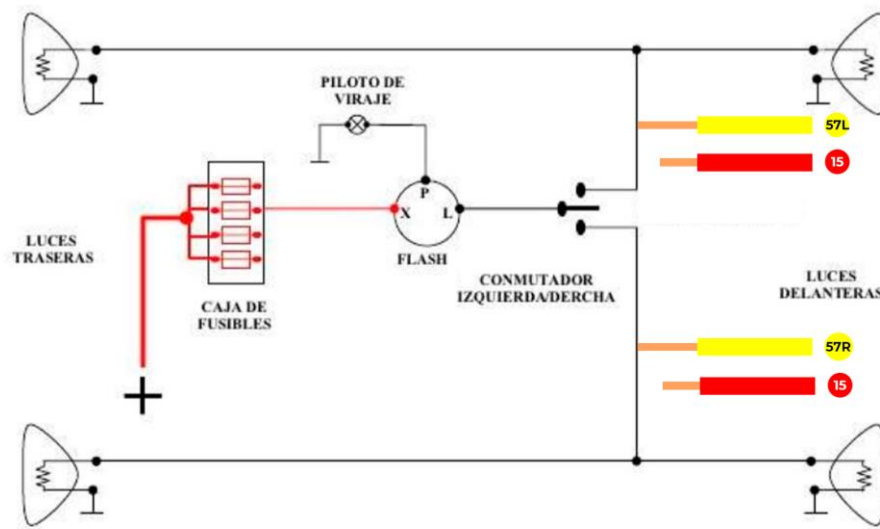 PILOTO DE
VIRAJE
57L
15
P
X
L
FLASH
LUCES
TRASERAS
CAJA DE
FUSIBLES
CONMUTADOR
IZQUIERDA/DERCHA
LUCES
DELANTERAS
57R
15
+